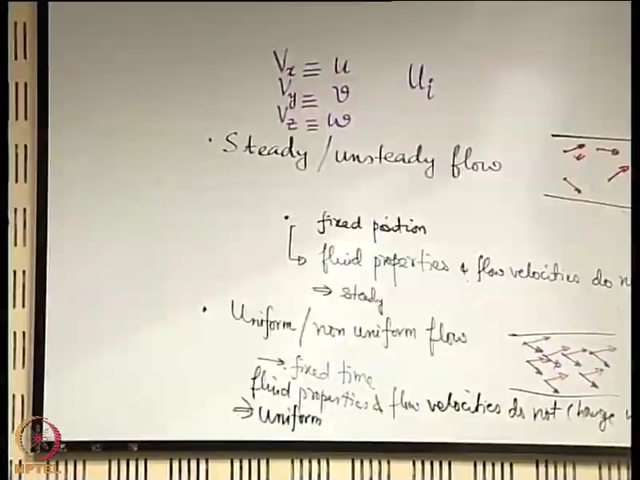 Vx ≡ u
Vy ≡ v
Vz ≡ w
Ui
• Steady/unsteady flow
• fixed position
↳ fluid properties & flow velocities do
⇒ steady
• Uniform/non uniform flow
→ fixed time
fluid properties & flow velocities do not change
⇒ Uniform
NPTEL